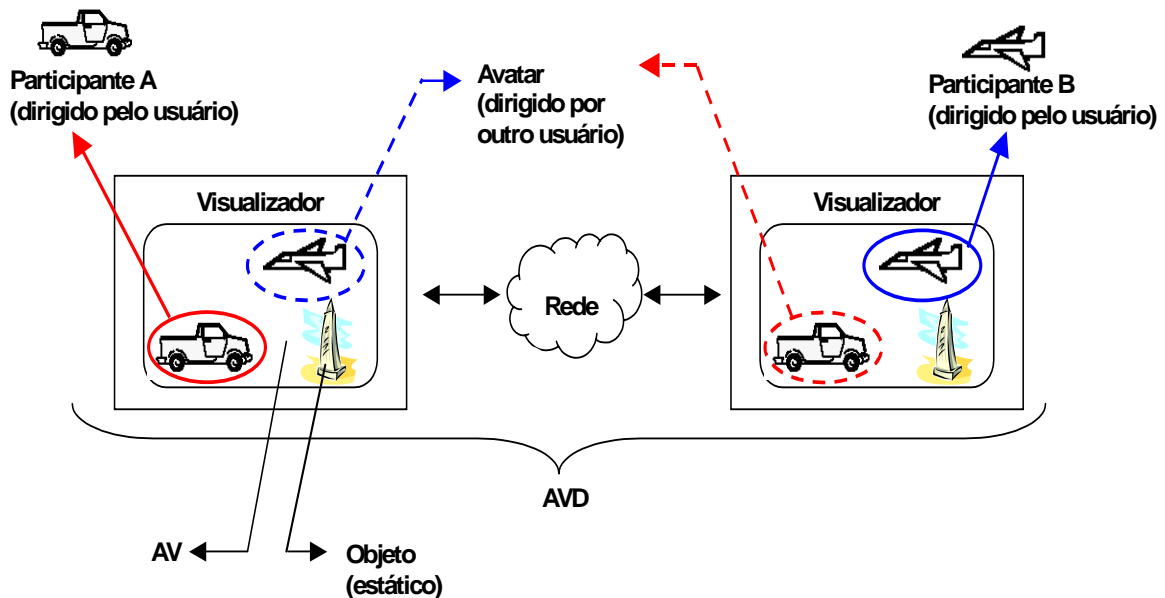 Participante A
(dirigido pelo usuário)
Avatar
(dirigido por
outro usuário)
Participante B
(dirigido pelo usuário)
Visualizador
Visualizador
Rede
AVD
AV
Objeto
(estático)